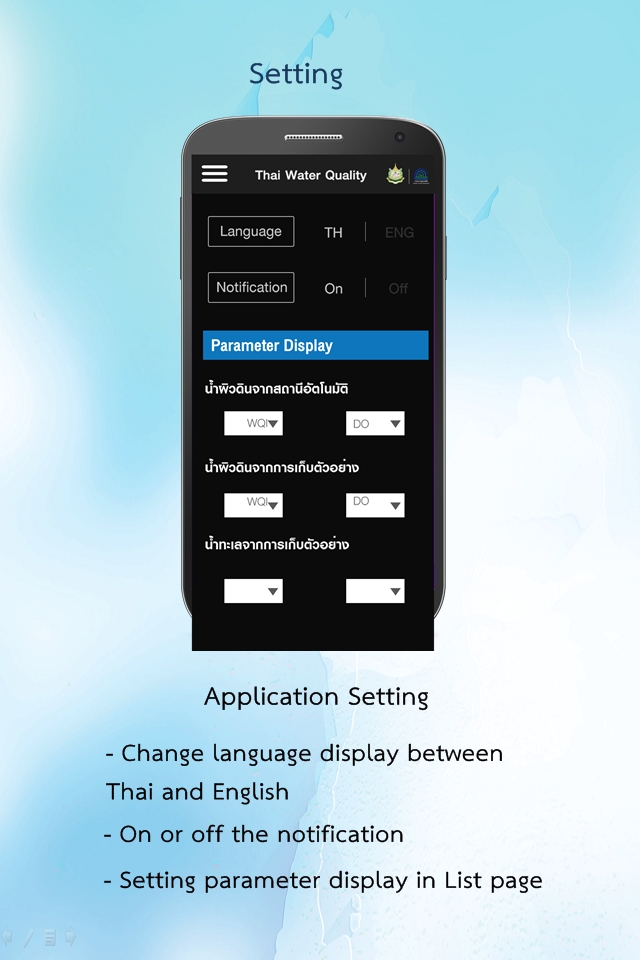 Setting
Thai Water Quality
Language TH ENG
Notification On Off
Parameter Display
น้ำผิวดินจากสถานีอัตโนมัติ
WQI DO
น้ำผิวดินจากการเก็บตัวอย่าง
WQI DO
น้ำทะเลจากการเก็บตัวอย่าง
Application Setting
- Change language display between
Thai and English
- On or off the notification
- Setting parameter display in List page